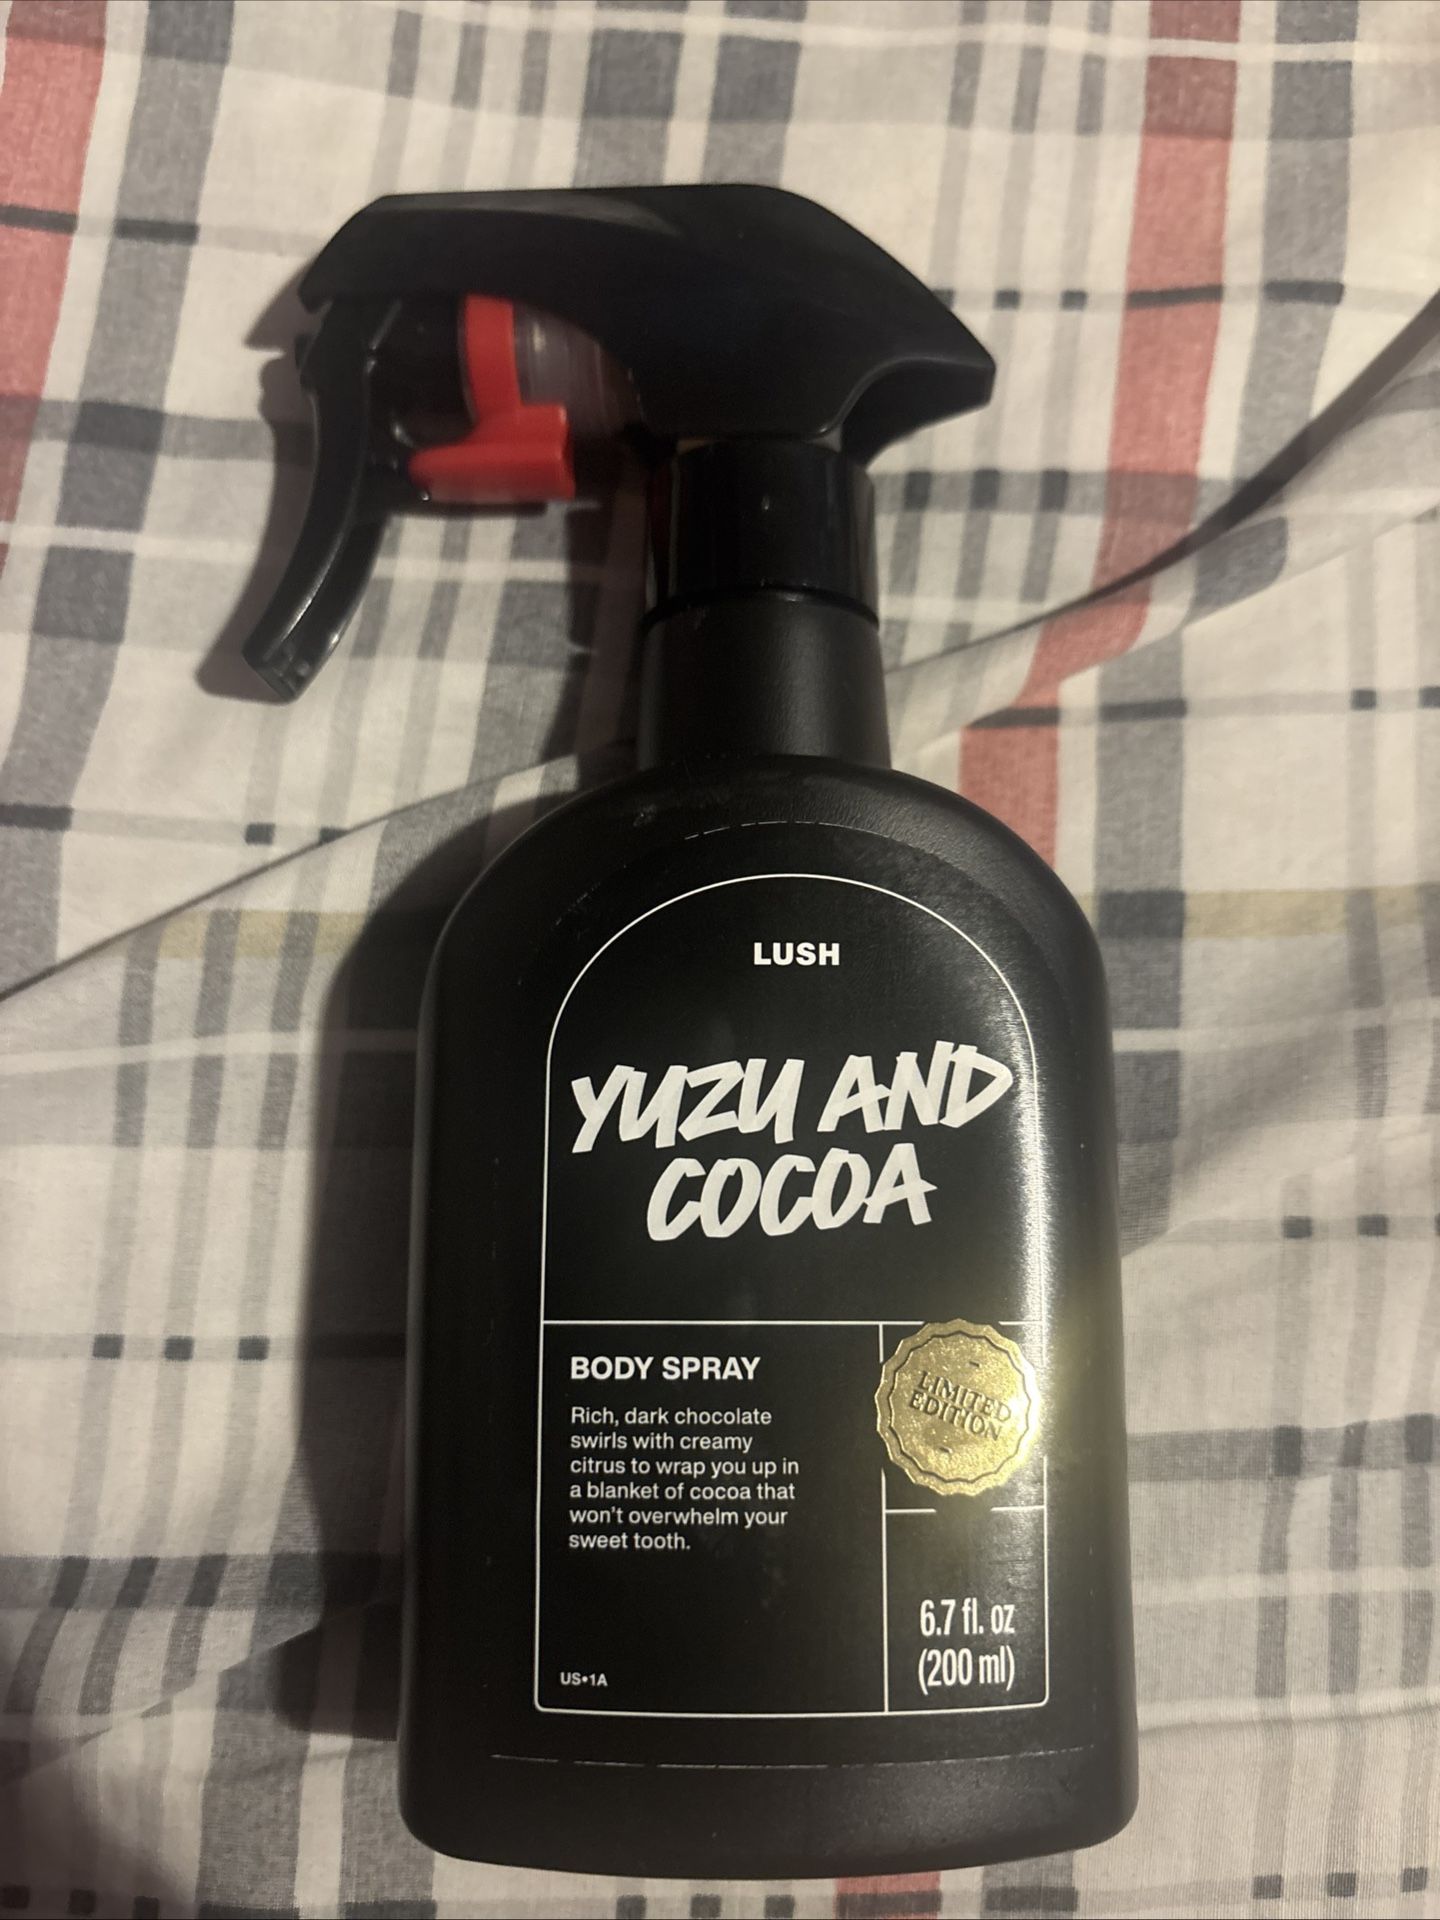 LUSH
YUZU AND
COCOA
BODY SPRAY
Rich, dark chocolate
swirls with creamy
citrus to wrap you up in
a blanket of cocoa that
won't overwhelm your
sweet tooth.
LIMITED
EDITION
6.7 fl. oz
(200 ml)
US•1A